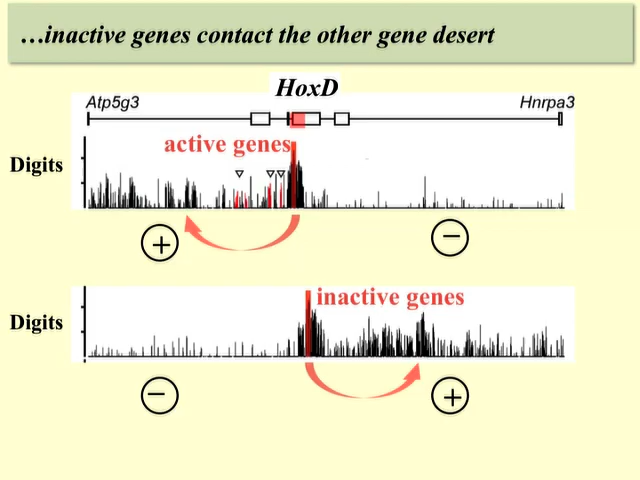 ...inactive genes contact the other gene desert
HoxD
Atp5g3
Hnrpa3
active genes
Digits
+
−
inactive genes
Digits
−
+